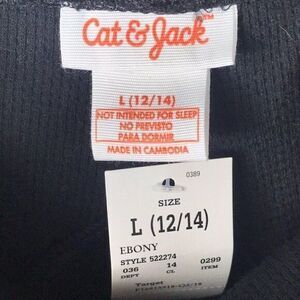 Cat & Jack
L (12/14)
NOT INTENDED FOR SLEEP
NO PREVISTO
PARA DORMIR
MADE IN CAMBODIA
0389
SIZE
L (12/14)
EBONY
STYLE 522274
036 14 0299
DEPT CL ITEM
Target